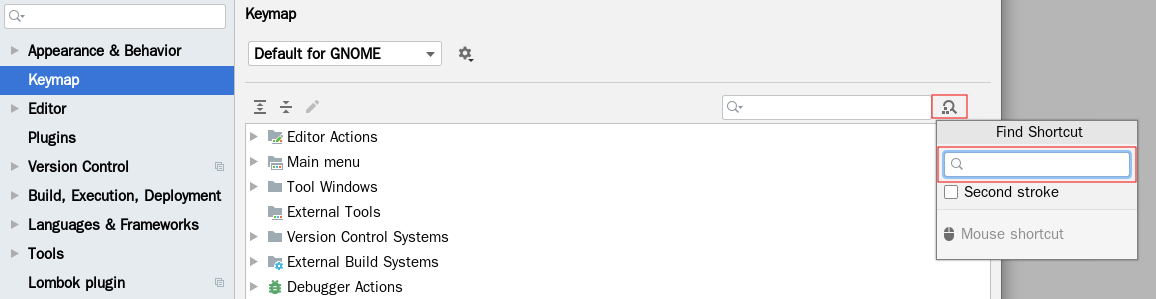 Keymap
Default for GNOME
Appearance & Behavior
Keymap
Editor
Plugins
Version Control
Build, Execution, Deployment
Languages & Frameworks
Tools
Lombok plugin
Editor Actions
Main menu
Tool Windows
External Tools
Version Control Systems
External Build Systems
Debugger Actions
Find Shortcut
Second stroke
Mouse shortcut